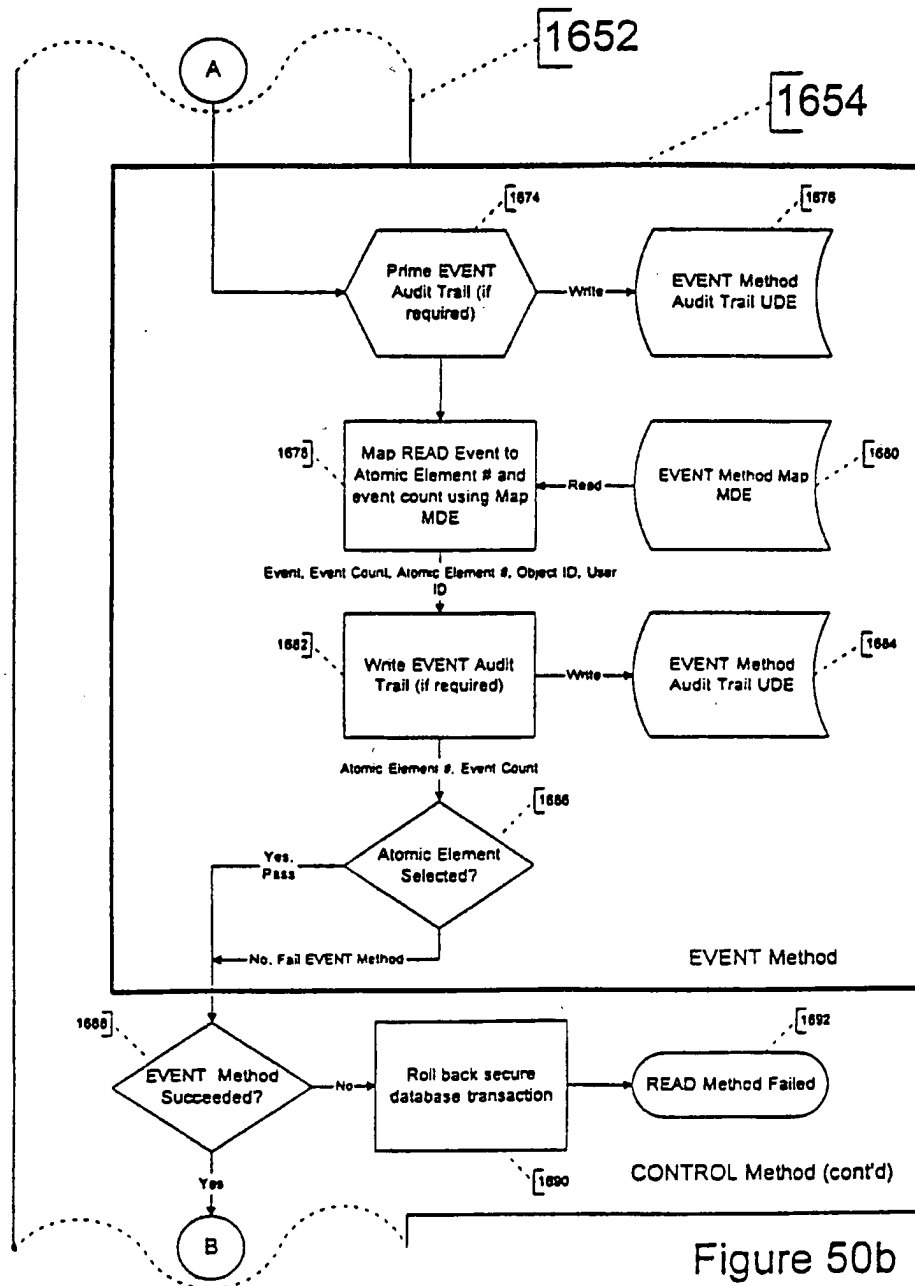 1652
A
1654
1674
1676
Prime EVENT
Audit Trail (if
required)
Write
EVENT Method
Audit Trail UDE
1678
Map READ Event to
Atomic Element # and
event count using Map
MDE
Read
EVENT Method Map
MDE
1680
Event, Event Count, Atomic Element #, Object ID, User
ID
1682
Write EVENT Audit
Trail (if required)
Write
EVENT Method
Audit Trail UDE
1684
Atomic Element #, Event Count
1686
Yes.
Pass
Atomic Element
Selected?
No. Fail EVENT Method
EVENT Method
1688
1692
EVENT Method
Succeeded?
No
Roll back secure
database transaction
READ Method Failed
1690
CONTROL Method (cont'd)
Yes
B
Figure 50b